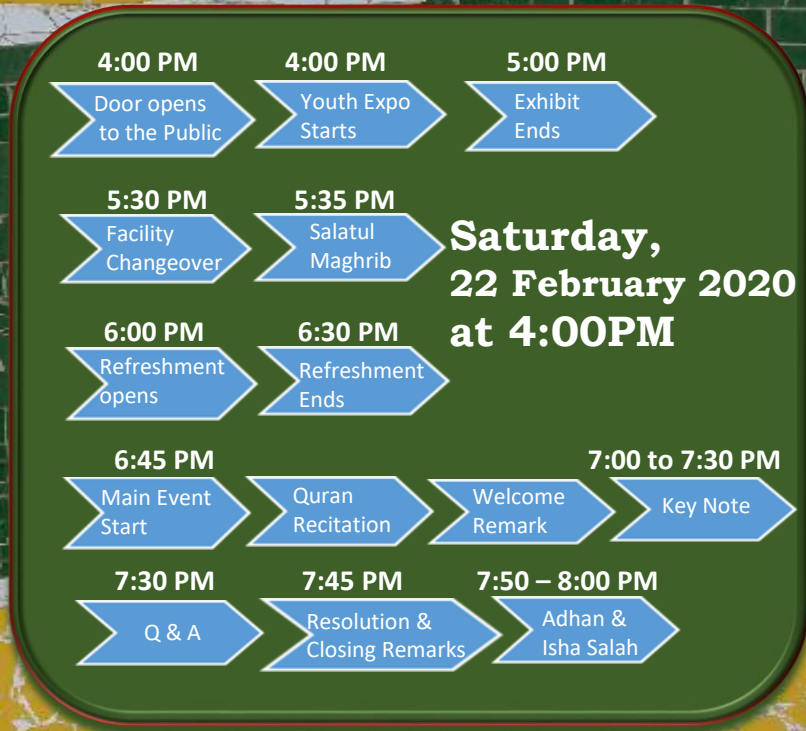 4:00 PM
Door opens
to the Public
4:00 PM
Youth Expo
Starts
5:00 PM
Exhibit
Ends
5:30 PM
Facility
Changeover
5:35 PM
Salatul
Maghrib
Saturday,
22 February 2020
at 4:00PM
6:00 PM
Refreshment
opens
6:30 PM
Refreshment
Ends
6:45 PM
Main Event
Start
Quran
Recitation
Welcome
Remark
7:00 to 7:30 PM
Key Note
7:30 PM
Q & A
7:45 PM
Resolution &
Closing Remarks
7:50 – 8:00 PM
Adhan &
Isha Salah